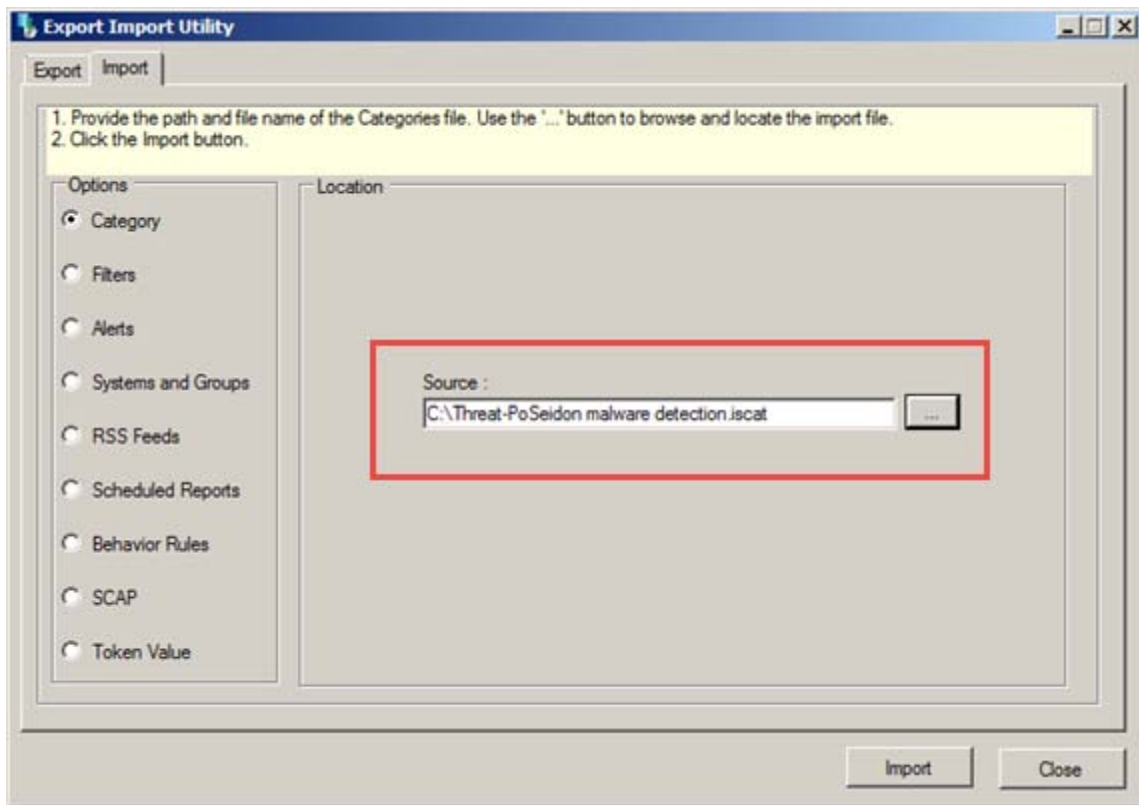 Export Import Utility
Export Import
1. Provide the path and file name of the Categories file. Use the '...' button to browse and locate the import file.
2. Click the Import button.
Options
Category
Filters
Alerts
Systems and Groups
RSS Feeds
Scheduled Reports
Behavior Rules
SCAP
Token Value
Location
Source :
C:\Threat-PoSeidon malware detection.iscat
...
Import
Close